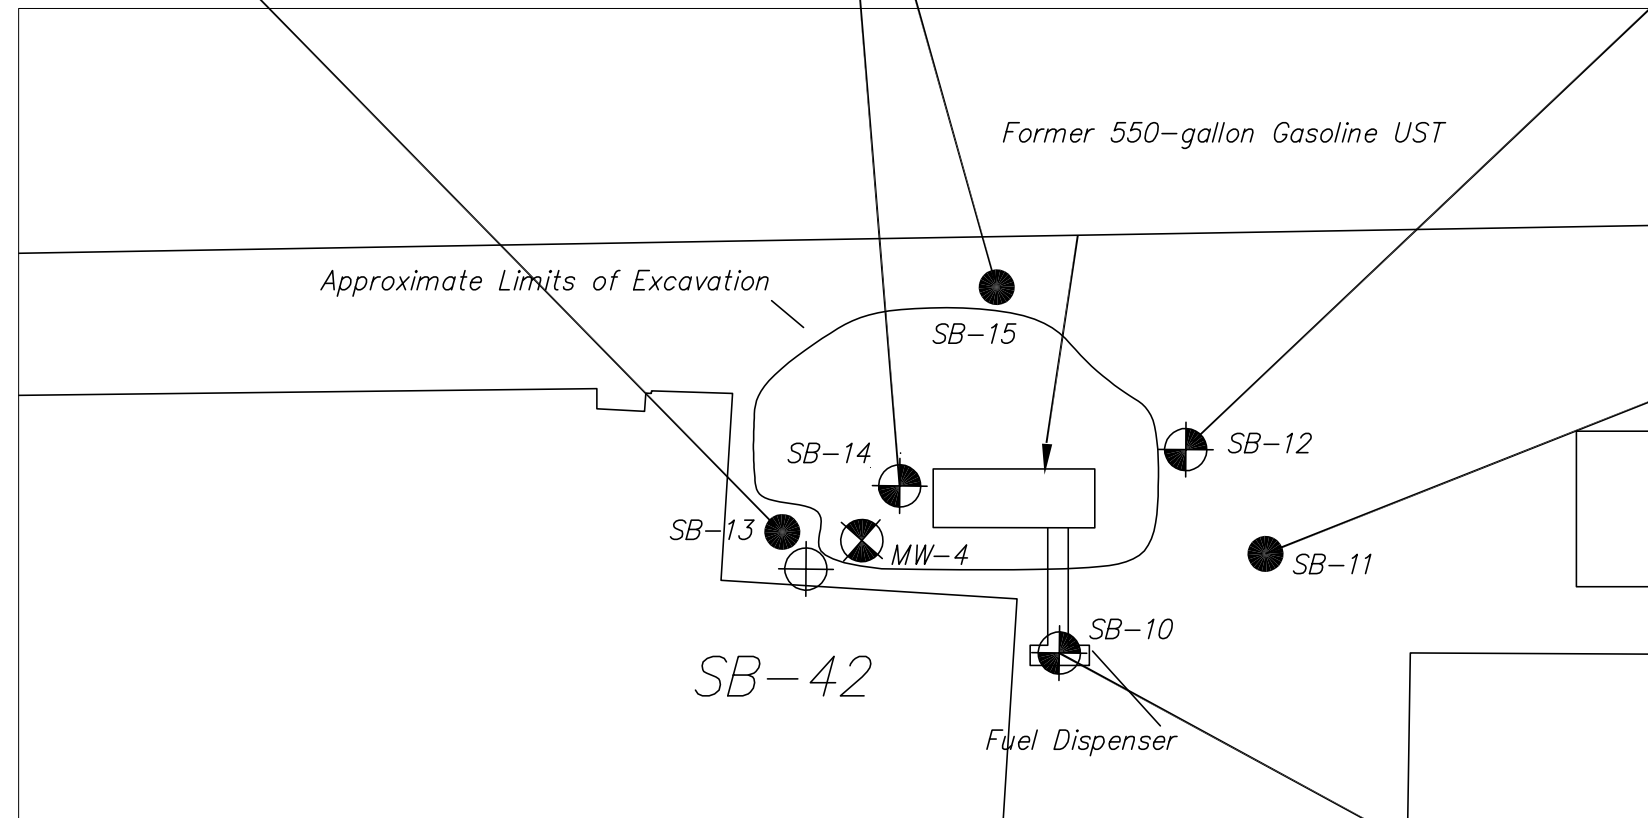 Former 550-gallon Gasoline UST
Approximate Limits of Excavation
SB-15
SB-14
SB-12
SB-13
MW-4
SB-11
SB-10
SB-42
Fuel Dispenser